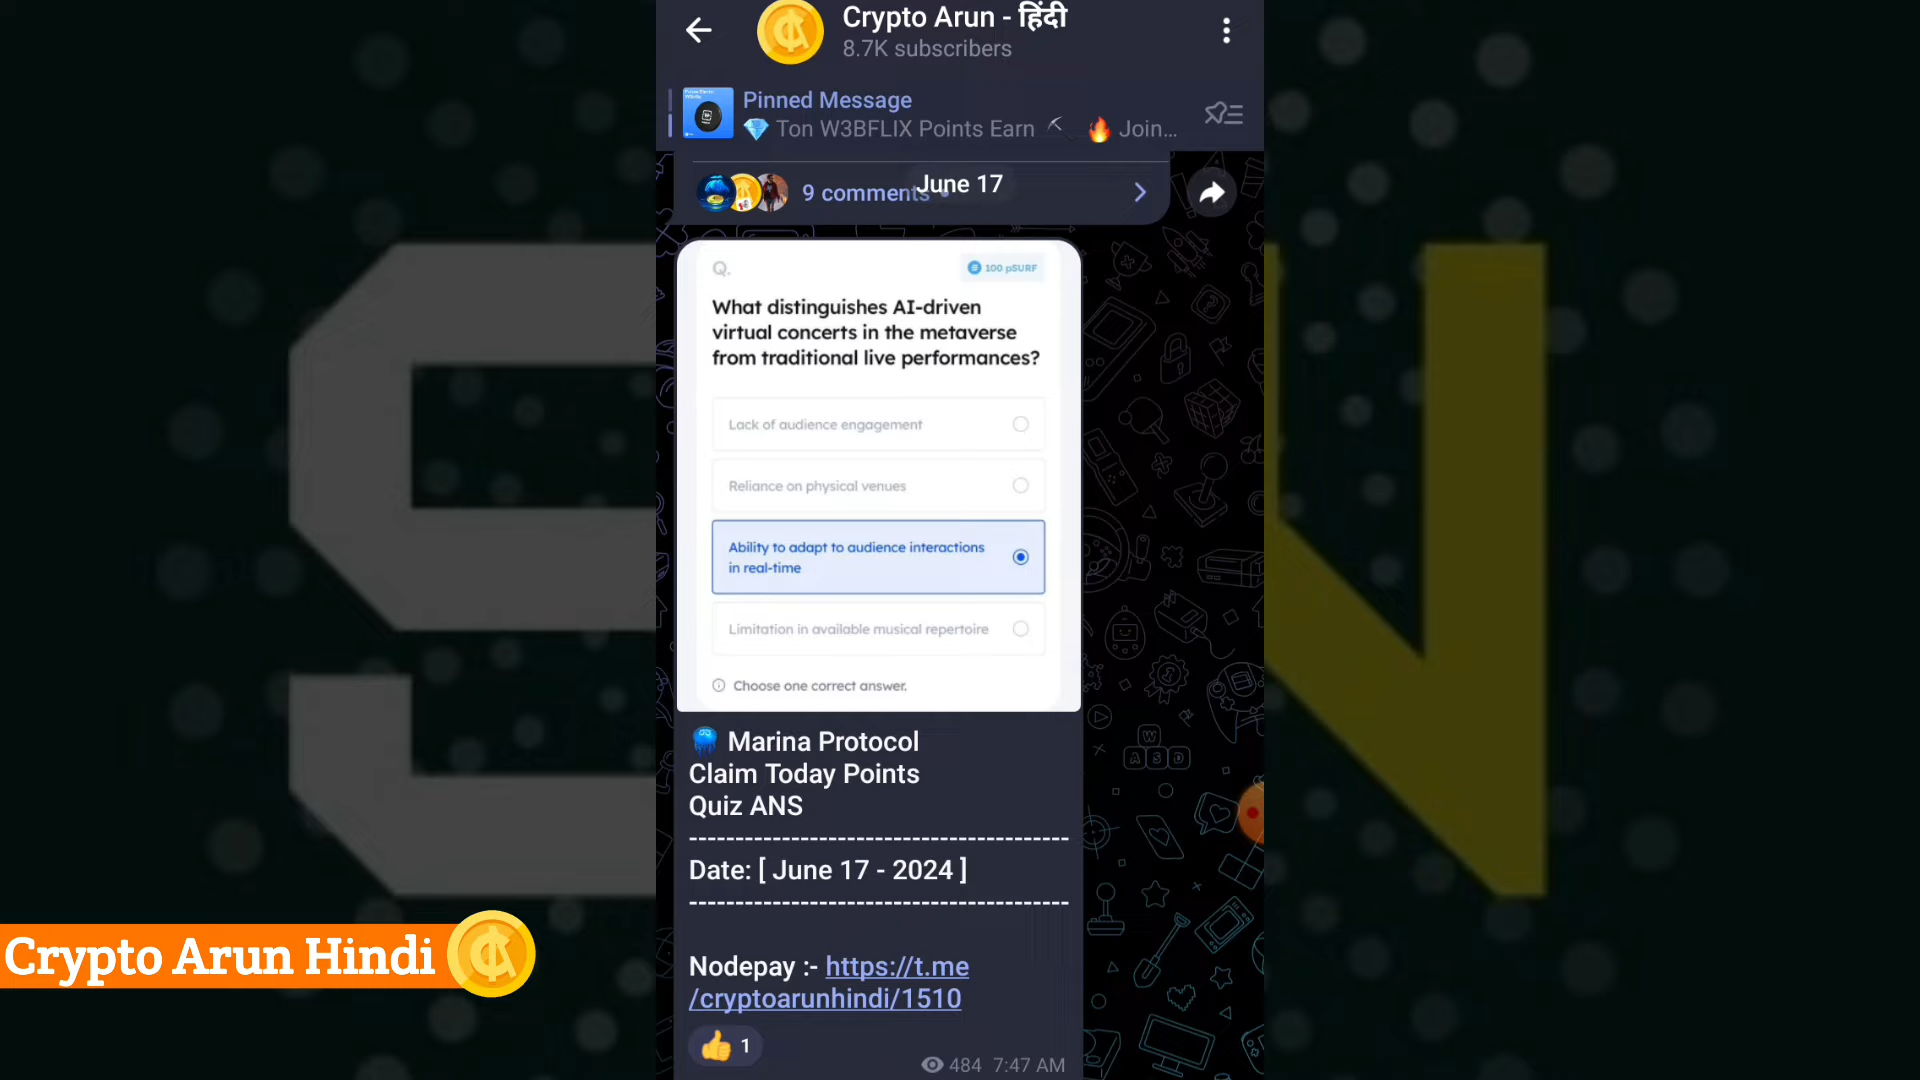 Crypto Arun - हिंदी
8.7K subscribers
Pinned Message
💎 Ton W3BFLIX Points Earn ⛏ 🔥 Join...
9 comments
June 17
Q.
100 pSURF
What distinguishes AI-driven
virtual concerts in the metaverse
from traditional live performances?
Lack of audience engagement
Reliance on physical venues
Ability to adapt to audience interactions
in real-time
Limitation in available musical repertoire
Choose one correct answer.
Marina Protocol
Claim Today Points
Quiz ANS
-----------------------------------------
Date: [ June 17 - 2024 ]
-----------------------------------------
Nodepay :- https://t.me
/cryptoarunhindi/1510
👍 1
484 7:47 AM
Crypto Arun Hindi